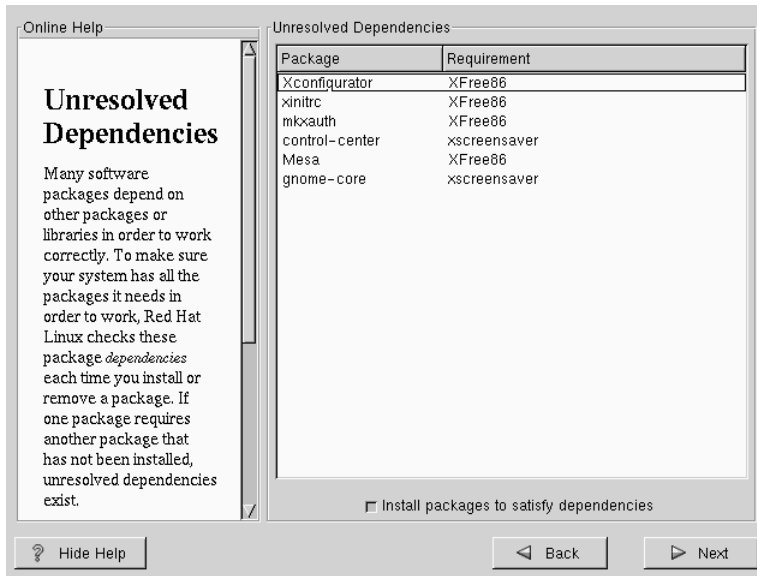 Online Help
Unresolved
Dependencies
Many software
packages depend on
other packages or
libraries in order to work
correctly. To make sure
your system has all the
packages it needs in
order to work, Red Hat
Linux checks these
package dependencies
each time you install or
remove a package. If
one package requires
another package that
has not been installed,
unresolved dependencies
exist.
Unresolved Dependencies
Package Requirement
Xconfigurator XFree86
xinitrc XFree86
mkxauth XFree86
control-center xscreensaver
Mesa XFree86
gnome-core xscreensaver
Install packages to satisfy dependencies
Hide Help
Back
Next